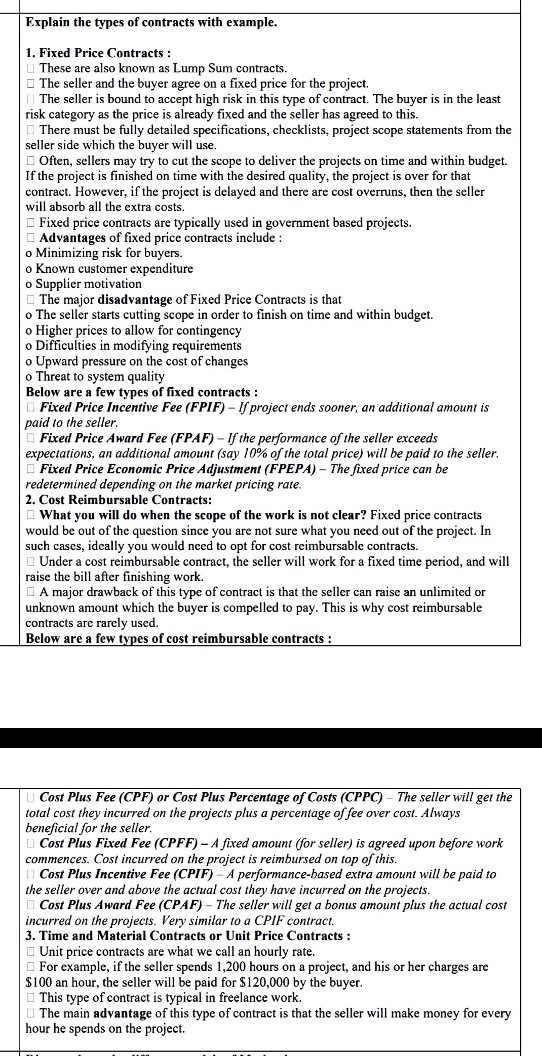 Explain the types of contracts with example.
1. Fixed Price Contracts :
□ These are also known as Lump Sum contracts.
□ The seller and the buyer agree on a fixed price for the project.
□ The seller is bound to accept high risk in this type of contract. The buyer is in the least
risk category as the price is already fixed and the seller has agreed to this.
□ There must be fully detailed specifications, checklists, project scope statements from the
seller side which the buyer will use.
□ Often, sellers may try to cut the scope to deliver the projects on time and within budget.
If the project is finished on time with the desired quality, the project is over for that
contract. However, if the project is delayed and there are cost overruns, then the seller
will absorb all the extra costs.
□ Fixed price contracts are typically used in government based projects.
□ Advantages of fixed price contracts include :
o Minimizing risk for buyers.
o Known customer expenditure
o Supplier motivation
□ The major disadvantage of Fixed Price Contracts is that
o The seller starts cutting scope in order to finish on time and within budget.
o Higher prices to allow for contingency
o Difficulties in modifying requirements
o Upward pressure on the cost of changes
o Threat to system quality
Below are a few types of fixed contracts :
□ Fixed Price Incentive Fee (FPIF) – If project ends sooner, an additional amount is
paid to the seller.
□ Fixed Price Award Fee (FPAF) – If the performance of the seller exceeds
expectations, an additional amount (say 10% of the total price) will be paid to the seller.
□ Fixed Price Economic Price Adjustment (FPEPA) – The fixed price can be
redetermined depending on the market pricing rate.
2. Cost Reimbursable Contracts:
□ What you will do when the scope of the work is not clear? Fixed price contracts
would be out of the question since you are not sure what you need out of the project. In
such cases, ideally you would need to opt for cost reimbursable contracts.
□ Under a cost reimbursable contract, the seller will work for a fixed time period, and will
raise the bill after finishing work.
□ A major drawback of this type of contract is that the seller can raise an unlimited or
unknown amount which the buyer is compelled to pay. This is why cost reimbursable
contracts are rarely used.
Below are a few types of cost reimbursable contracts :
□ Cost Plus Fee (CPF) or Cost Plus Percentage of Costs (CPPC) – The seller will get the
total cost they incurred on the projects plus a percentage of fee over cost. Always
beneficial for the seller.
□ Cost Plus Fixed Fee (CPFF) – A fixed amount (for seller) is agreed upon before work
commences. Cost incurred on the project is reimbursed on top of this.
□ Cost Plus Incentive Fee (CPIF) – A performance-based extra amount will be paid to
the seller over and above the actual cost they have incurred on the projects.
□ Cost Plus Award Fee (CPAF) – The seller will get a bonus amount plus the actual cost
incurred on the projects. Very similar to a CPIF contract.
3. Time and Material Contracts or Unit Price Contracts :
□ Unit price contracts are what we call an hourly rate.
□ For example, if the seller spends 1,200 hours on a project, and his or her charges are
$100 an hour, the seller will be paid for $120,000 by the buyer.
□ This type of contract is typical in freelance work.
□ The main advantage of this type of contract is that the seller will make money for every
hour he spends on the project.